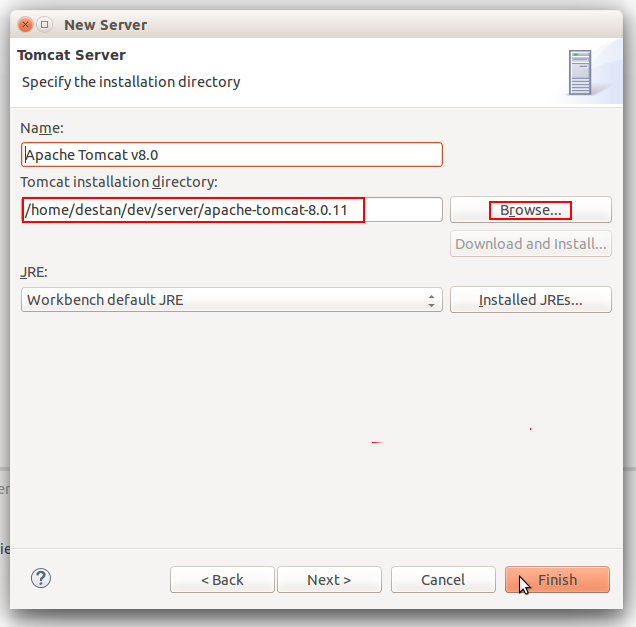 New Server
Tomcat Server
Specify the installation directory
Name:
Apache Tomcat v8.0
Tomcat installation directory:
/home/destan/dev/server/apache-tomcat-8.0.11
Browse...
Download and Install...
JRE:
Workbench default JRE
Installed JREs...
er
ie
?
< Back
Next >
Cancel
Finish